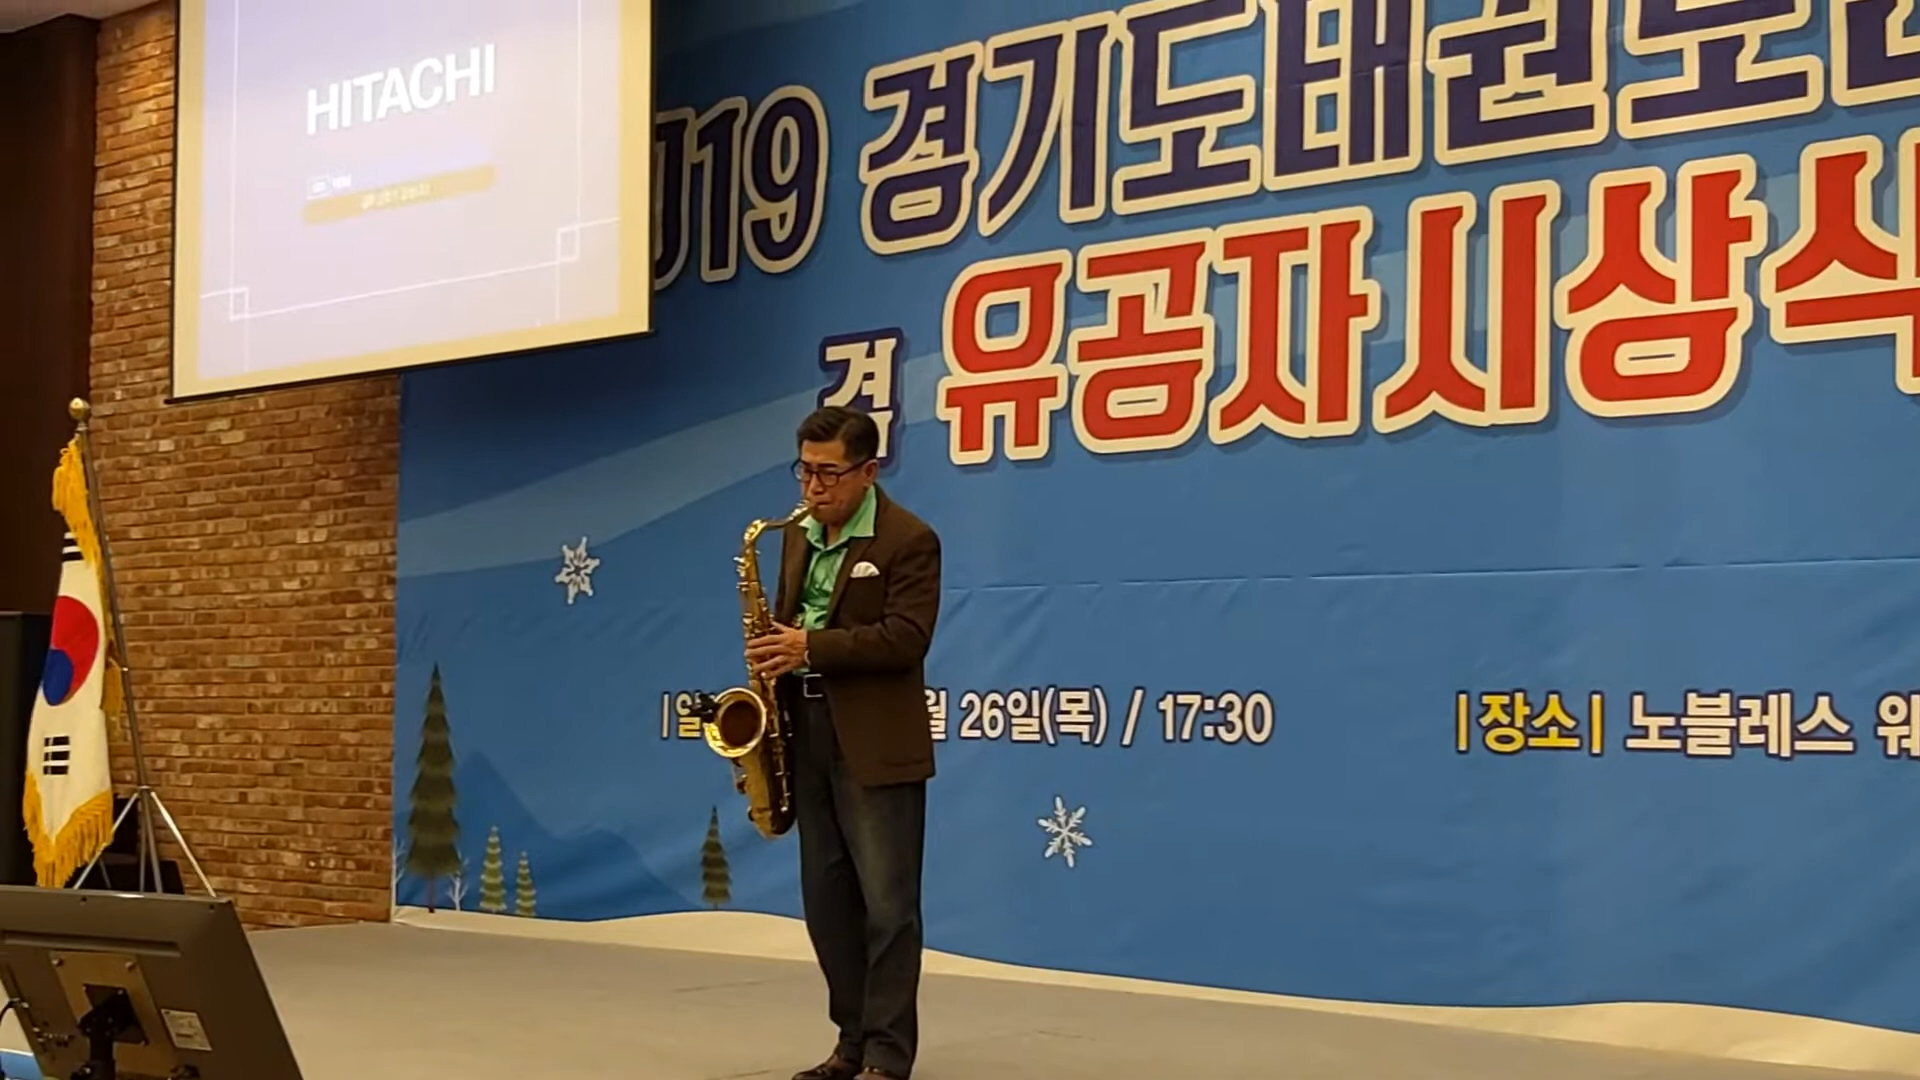 HITACHI
19 경기도태권도
겸 유공자시상식
26일(목) / 17:30
|장소| 노블레스